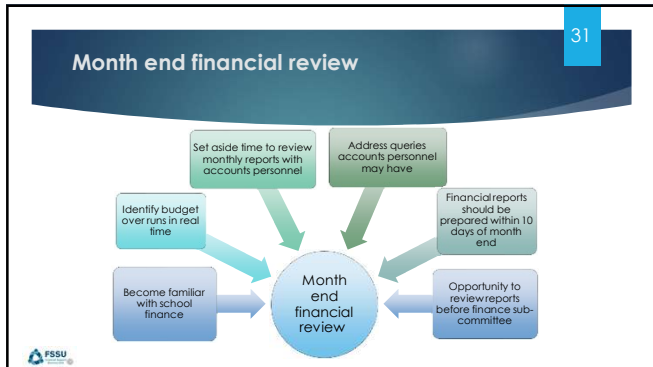 31
Month end financial review
Set aside time to review
monthly reports with
accounts personnel
Address queries
accounts personnel
may have
Identify budget
over runs in real
time
Financial reports
should be
prepared within 10
days of month
end
Become familiar
with school
finance
Month
end
financial
review
Opportunity to
review reports
before finance sub-
committee
FSSU